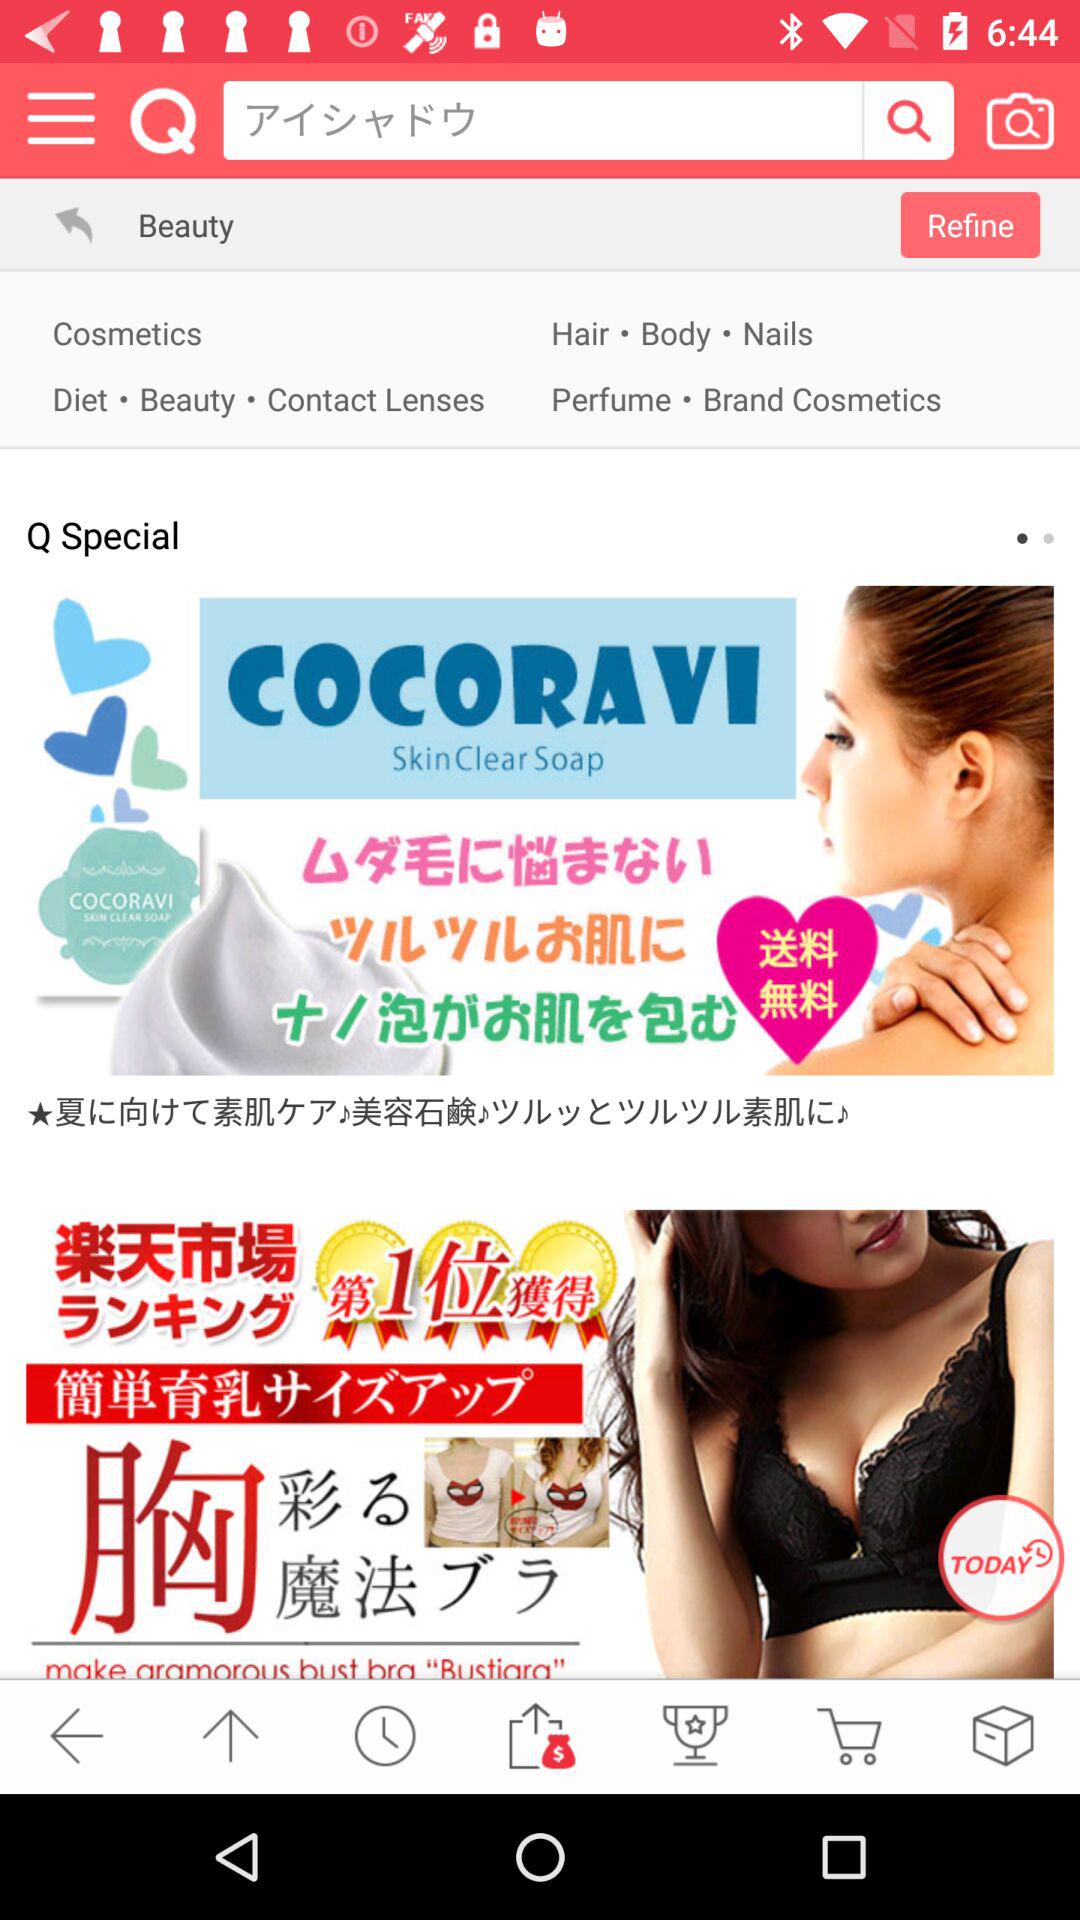 FAKE
6:44
アイシャドウ
Beauty
Refine
Cosmetics
Hair・Body・Nails
Diet・Beauty・Contact Lenses
Perfume・Brand Cosmetics
Q Special
COCORAVI
Skin Clear Soap
COCORAVI
SKIN CLEAR SOAP
ムダ毛に悩まない
ツルツルお肌に
ナノ泡がお肌を包む
送料
無料
★夏に向けて素肌ケア♪美容石鹸♪ツルッとツルツル素肌に♪
楽天市場
ランキング
第1位獲得
簡単育乳サイズアップ
胸
彩る
魔法ブラ
make gramorous bust bra “Bustiara”
TODAY
$